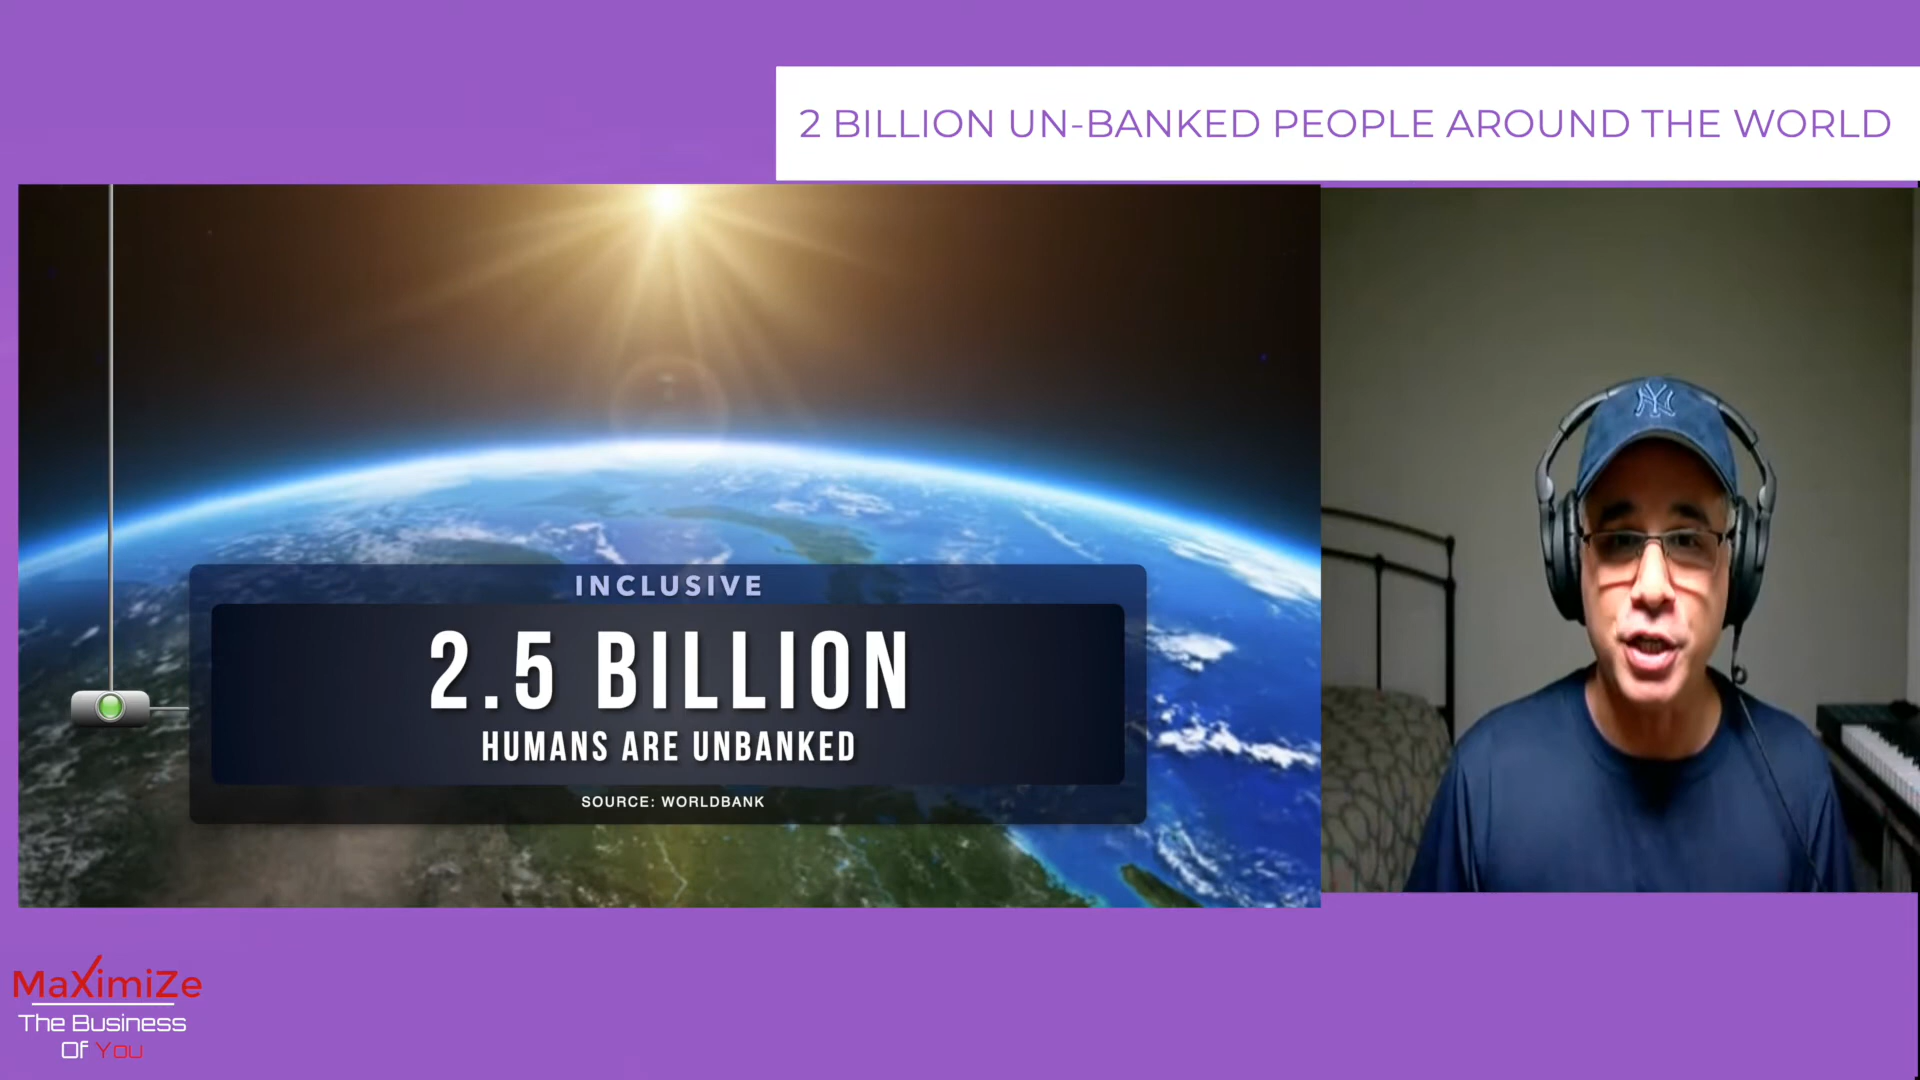 2 BILLION UN-BANKED PEOPLE AROUND THE WORLD
INCLUSIVE
2.5 BILLION
HUMANS ARE UNBANKED
SOURCE: WORLDBANK
NY
MaXimiZe
The Business
Of You